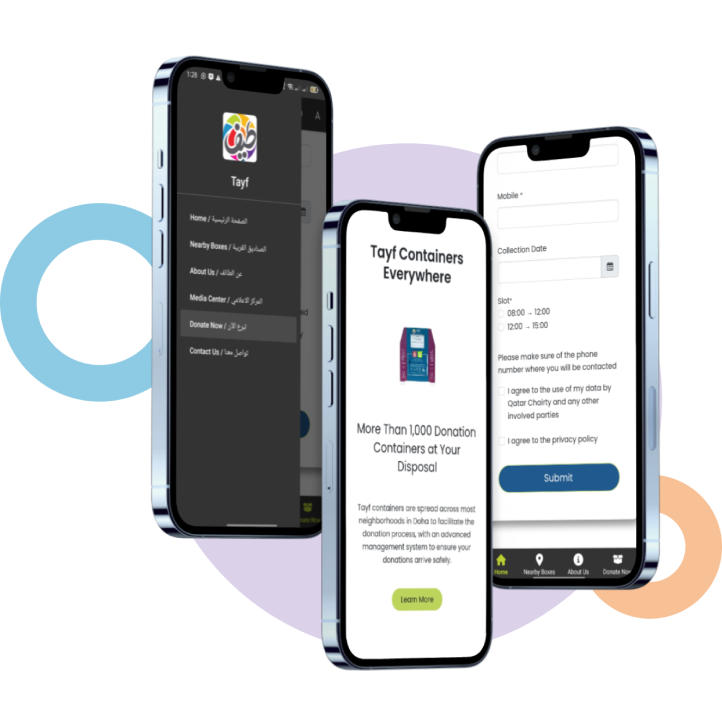 1:28
طيف
Tayf
Home / الصفحة الرئيسية
Nearby Boxes / الصناديق القريبة
About Us / عن الطائف
Media Center / المركز الاعلامي
Donate Now / تبرع الآن
Contact Us / تواصل معنا
A
Tayf Containers
Everywhere
More Than 1,000 Donation
Containers at Your
Disposal
Tayf containers are spread across most
neighborhoods in Doha to facilitate the
donation process, with an advanced
management system to ensure your
donations arrive safely.
Learn More
Mobile *
Collection Date
Slot*
08:00 → 12:00
12:00 → 15:00
Please make sure of the phone
number where you will be contacted
I agree to the use of my data by
Qatar Chairty and any other
involved parties
I agree to the privacy policy
Submit
Home
Nearby Boxes
About Us
Donate Now